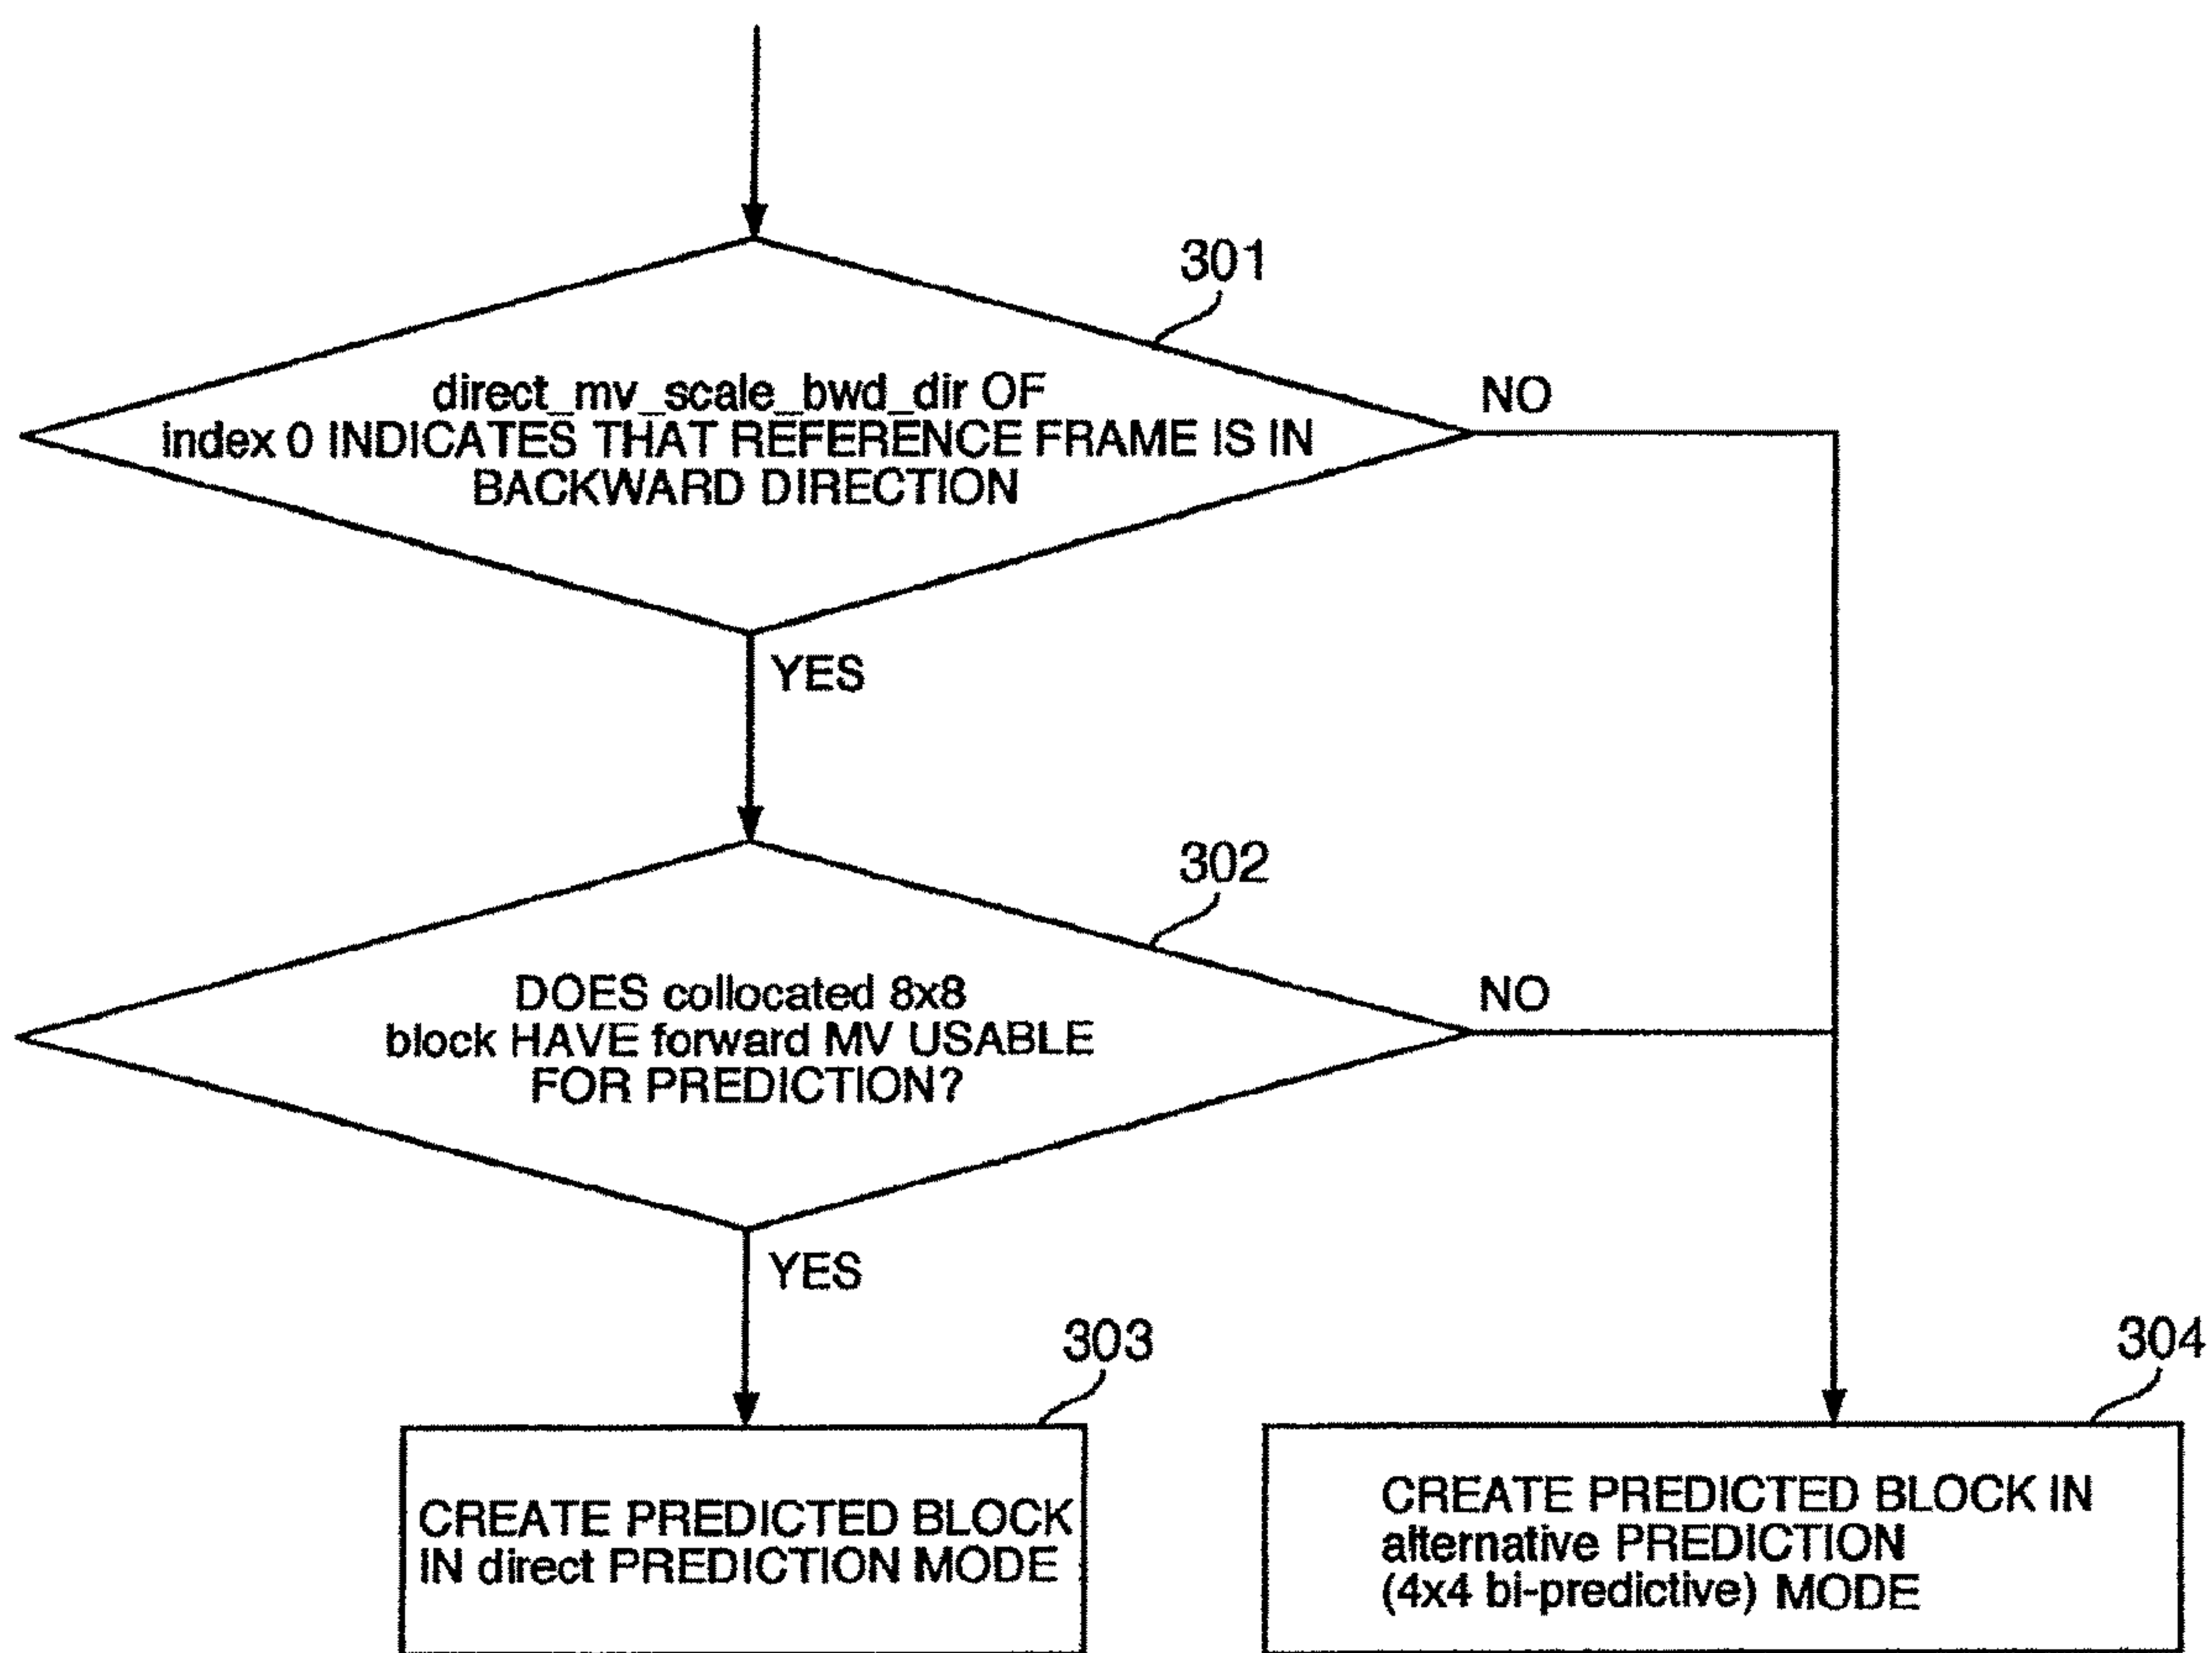 301
direct_mv_scale_bwd_dir OF
index 0 INDICATES THAT REFERENCE FRAME IS IN
BACKWARD DIRECTION
NO
YES
302
DOES collocated 8x8
block HAVE forward MV USABLE
FOR PREDICTION?
NO
YES
303
CREATE PREDICTED BLOCK
IN direct PREDICTION MODE
304
CREATE PREDICTED BLOCK IN
alternative PREDICTION
(4x4 bi-predictive) MODE